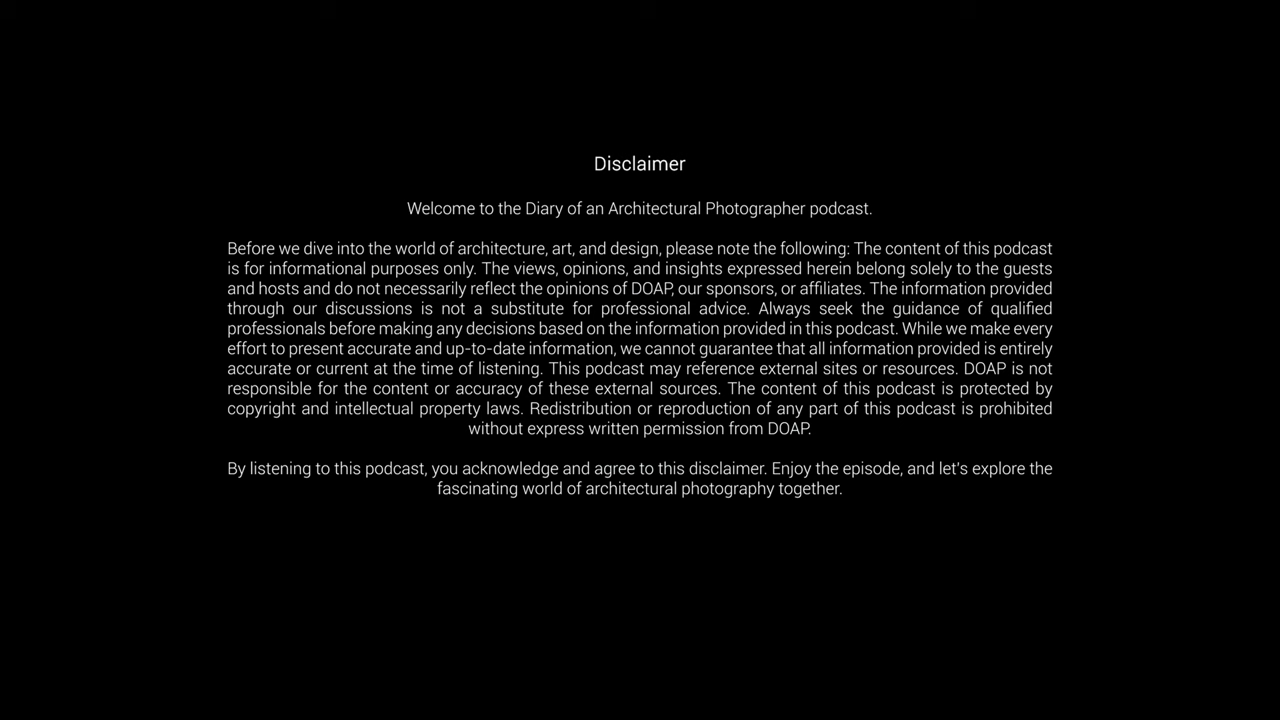 Disclaimer
Welcome to the Diary of an Architectural Photographer podcast.
Before we dive into the world of architecture, art, and design, please note the following: The content of this podcast
is for informational purposes only. The views, opinions, and insights expressed herein belong solely to the guests
and hosts and do not necessarily reflect the opinions of DOAP, our sponsors, or affiliates. The information provided
through our discussions is not a substitute for professional advice. Always seek the guidance of qualified
professionals before making any decisions based on the information provided in this podcast. While we make every
effort to present accurate and up-to-date information, we cannot guarantee that all information provided is entirely
accurate or current at the time of listening. This podcast may reference external sites or resources. DOAP is not
responsible for the content or accuracy of these external sources. The content of this podcast is protected by
copyright and intellectual property laws. Redistribution or reproduction of any part of this podcast is prohibited
without express written permission from DOAP.
By listening to this podcast, you acknowledge and agree to this disclaimer. Enjoy the episode, and let's explore the
fascinating world of architectural photography together.